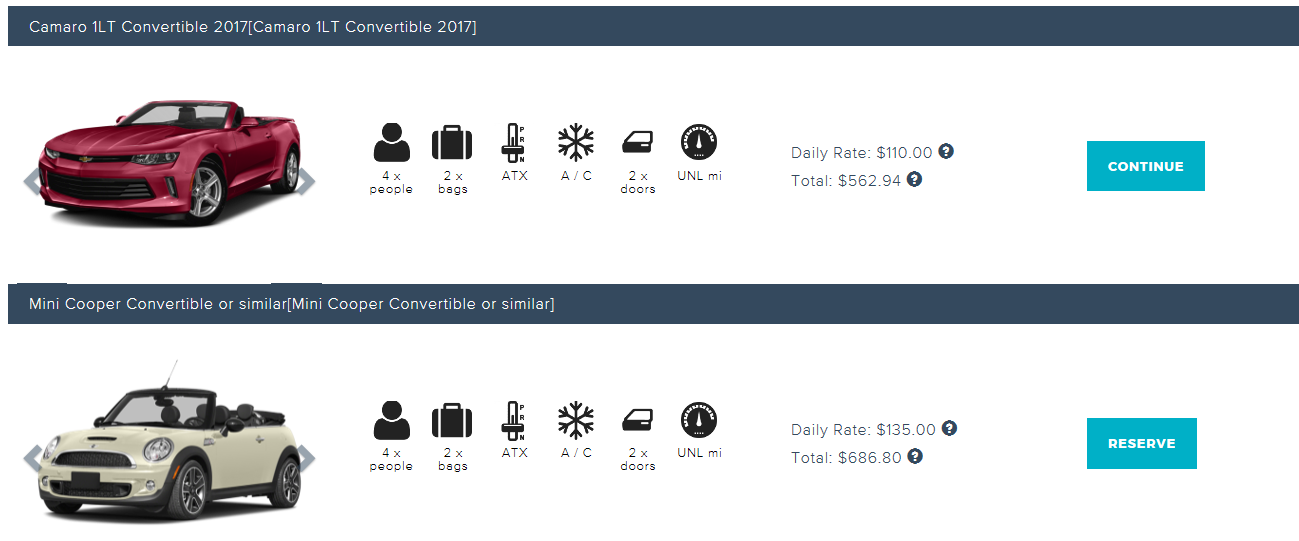 Camaro 1LT Convertible 2017[Camaro 1LT Convertible 2017]
4 x people
2 x bags
P R N
ATX
A / C
2 x doors
UNL mi
Daily Rate: $110.00 ?
Total: $562.94 ?
CONTINUE
Mini Cooper Convertible or similar[Mini Cooper Convertible or similar]
4 x people
2 x bags
P R N
ATX
A / C
2 x doors
UNL mi
Daily Rate: $135.00 ?
Total: $686.80 ?
RESERVE